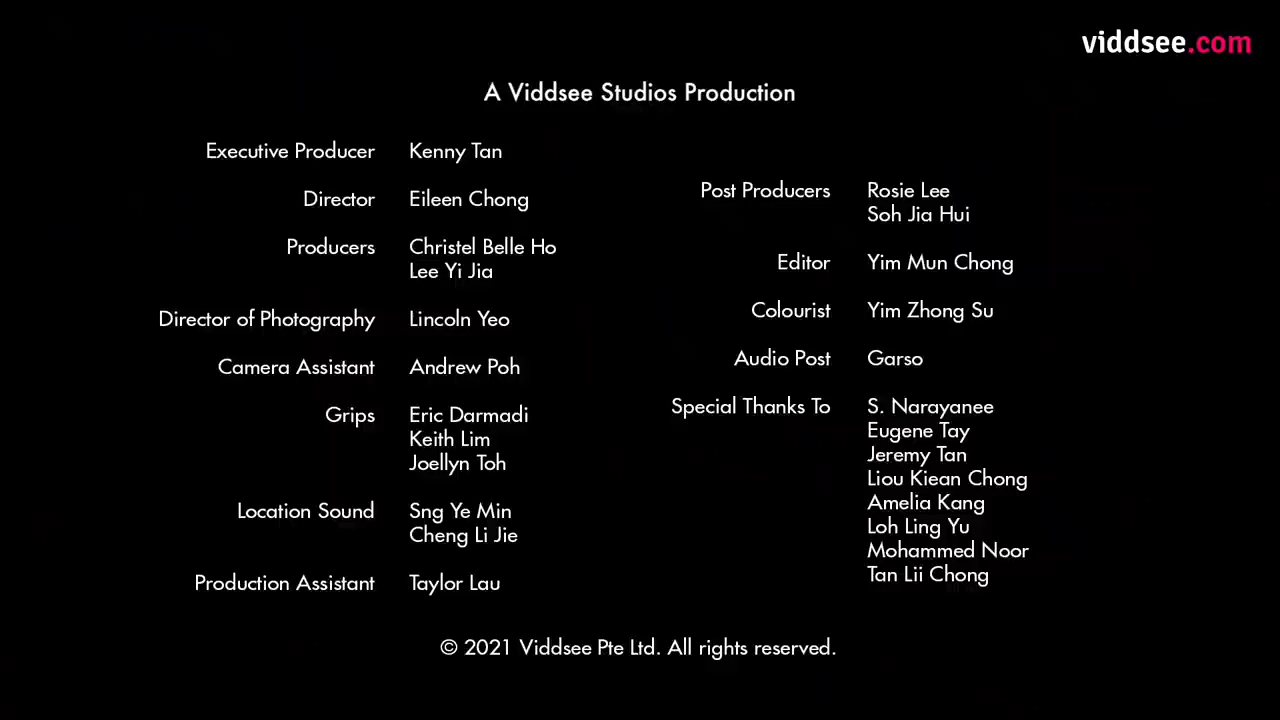 viddsee.com
A Viddsee Studios Production
Executive Producer Kenny Tan
Director Eileen Chong
Producers Christel Belle Ho
Lee Yi Jia
Director of Photography Lincoln Yeo
Camera Assistant Andrew Poh
Grips Eric Darmadi
Keith Lim
Joellyn Toh
Location Sound Sng Ye Min
Cheng Li Jie
Production Assistant Taylor Lau
Post Producers Rosie Lee
Soh Jia Hui
Editor Yim Mun Chong
Colourist Yim Zhong Su
Audio Post Garso
Special Thanks To S. Narayanee
Eugene Tay
Jeremy Tan
Liou Kiean Chong
Amelia Kang
Loh Ling Yu
Mohammed Noor
Tan Lii Chong
© 2021 Viddsee Pte Ltd. All rights reserved.